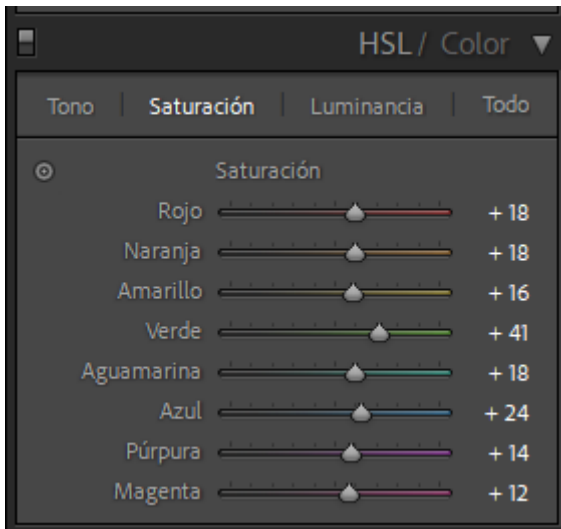 HSL / Color
Tono | Saturación | Luminancia | Todo
Saturación
Rojo + 18
Naranja + 18
Amarillo + 16
Verde + 41
Aguamarina + 18
Azul + 24
Púrpura + 14
Magenta + 12